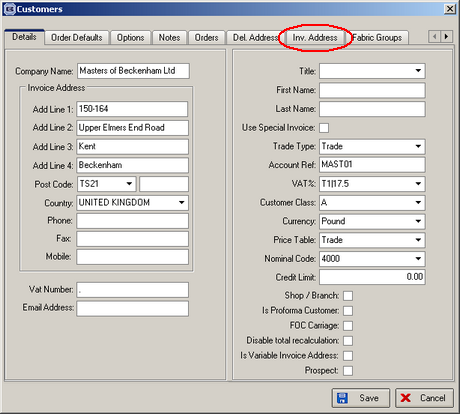 Customers
Details Order Defaults Options Notes Orders Del. Address Inv. Address Fabric Groups
Company Name: Masters of Beckenham Ltd
Invoice Address
Add Line 1: 150-164
Add Line 2: Upper Elmers End Road
Add Line 3: Kent
Add Line 4: Beckenham
Post Code: TS21
Country: UNITED KINGDOM
Phone:
Fax:
Mobile:
Vat Number: .
Email Address:
Title:
First Name:
Last Name:
Use Special Invoice:
Trade Type: Trade
Account Ref: MAST01
VAT%: T1|17.5
Customer Class: A
Currency: Pound
Price Table: Trade
Nominal Code: 4000
Credit Limit: 0.00
Shop / Branch:
Is Proforma Customer:
FOC Carriage:
Disable total recalculation:
Is Variable Invoice Address:
Prospect:
Save Cancel